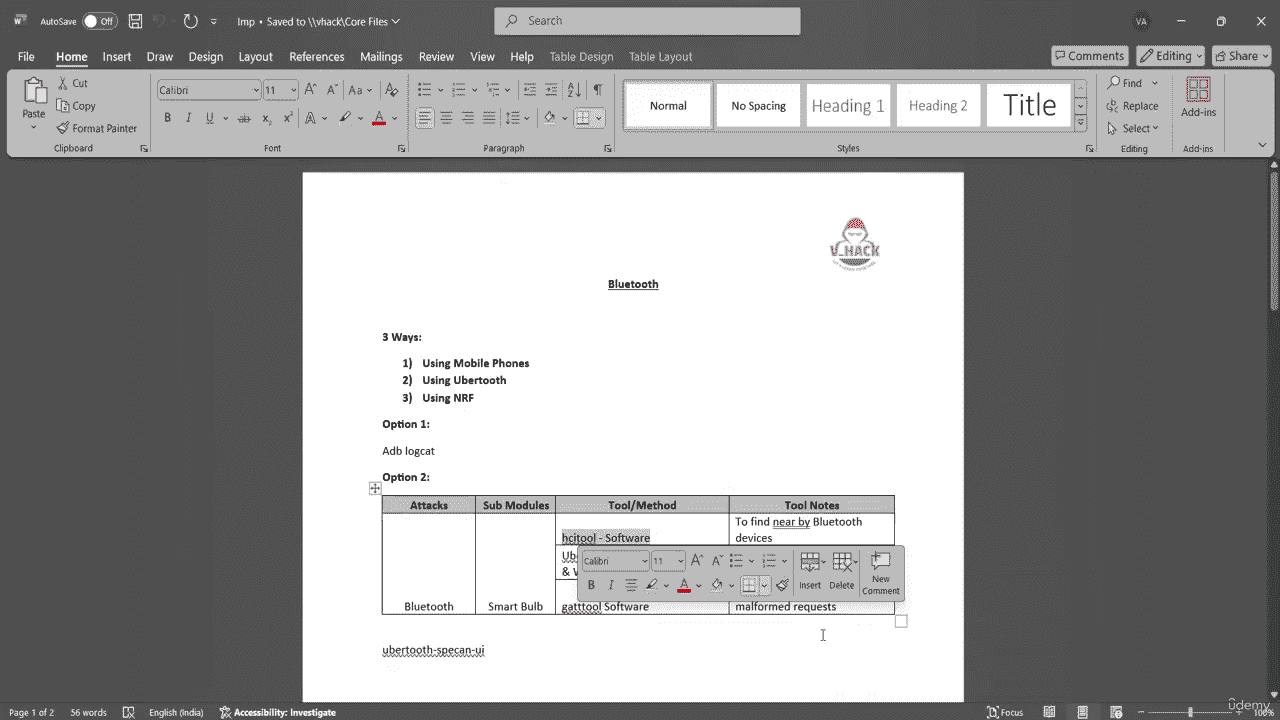 AutoSave Off Imp • Saved to \\vhack\Core Files Search VA
File Home Insert Draw Design Layout References Mailings Review View Help Table Design Table Layout Comments Editing Share
Paste Cut Copy Format Painter
Calibri 11
Normal No Spacing Heading 1 Heading 2 Title
Find Replace Select Add-ins
Clipboard Font Paragraph Styles Editing Add-ins
V_HACK
Bluetooth
3 Ways:
1) Using Mobile Phones
2) Using Ubertooth
3) Using NRF
Option 1:
Adb logcat
Option 2:
Attacks Sub Modules Tool/Method Tool Notes
To find near by Bluetooth
hcitool - Software devices
Calibri 11
Insert Delete New
Comment
Bluetooth Smart Bulb gatttool Software malformed requests
ubertooth-specan-ui
Page 1 of 2 56 words English (India) Accessibility: Investigate Focus 100%